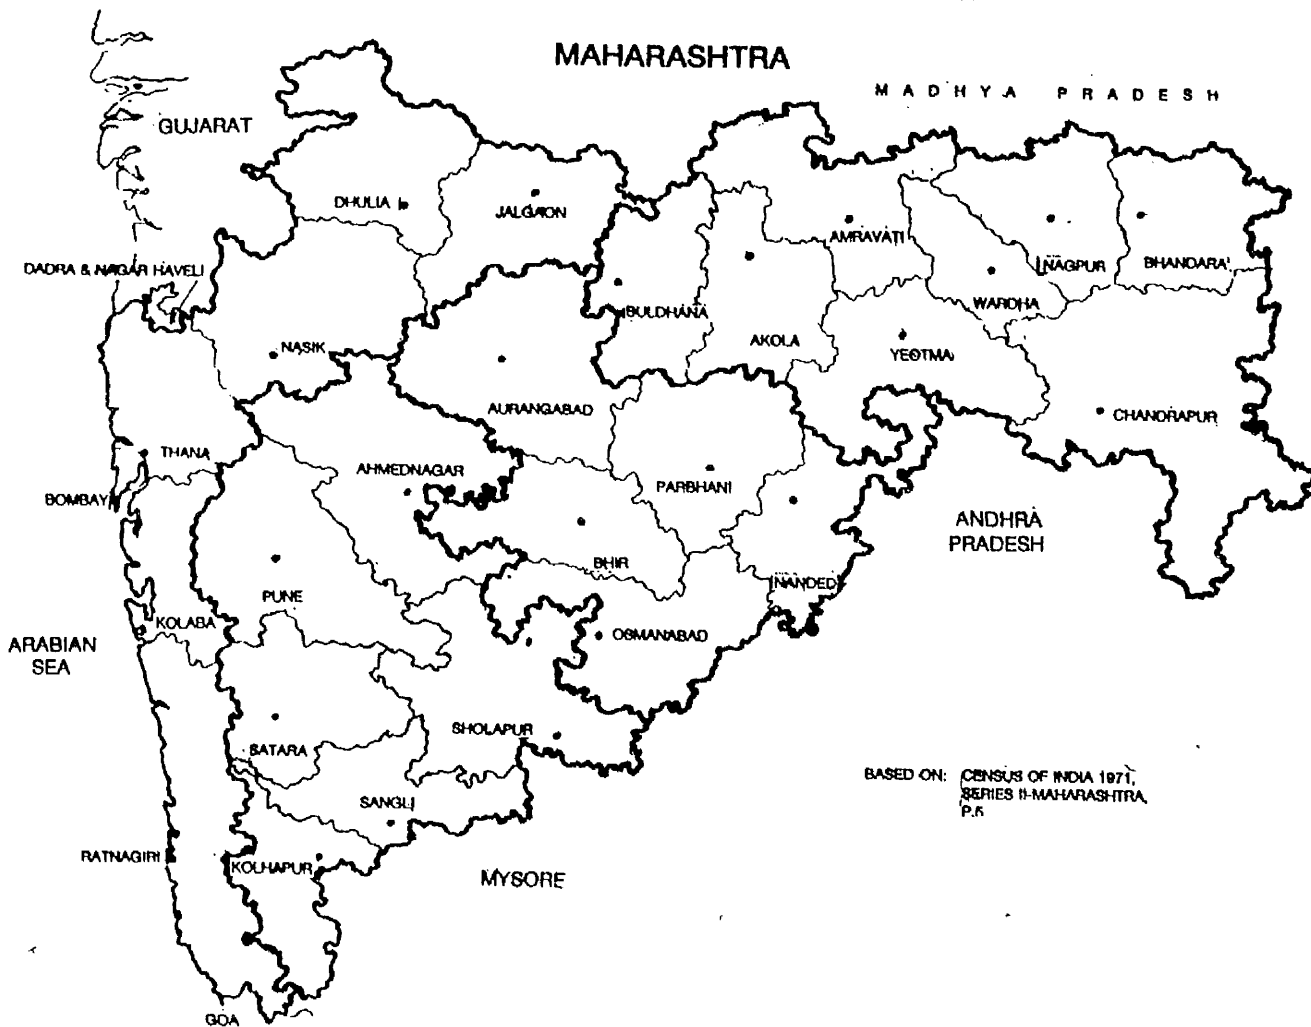 MAHARASHTRA
MADHYA PRADESH
GUJARAT
DHULIA
JALGAON
AMRAVATI
NAGPUR
BHANDARA
DADRA & NAGAR HAVELI
BULDHANA
WARDHA
NASIK
AKOLA
YEOTMA
AURANGABAD
CHANDRAPUR
THANA
AHMEDNAGAR
PARBHANI
BOMBAY
ANDHRA
PRADESH
BHIR
NANDED
PUNE
KOLABA
OSMANABAD
ARABIAN
SEA
SHOLAPUR
SATARA
BASED ON: CENSUS OF INDIA 1971,
SERIES II-MAHARASHTRA,
P.5
SANGLI
RATNAGIRI
KOLHAPUR
MYSORE
GOA